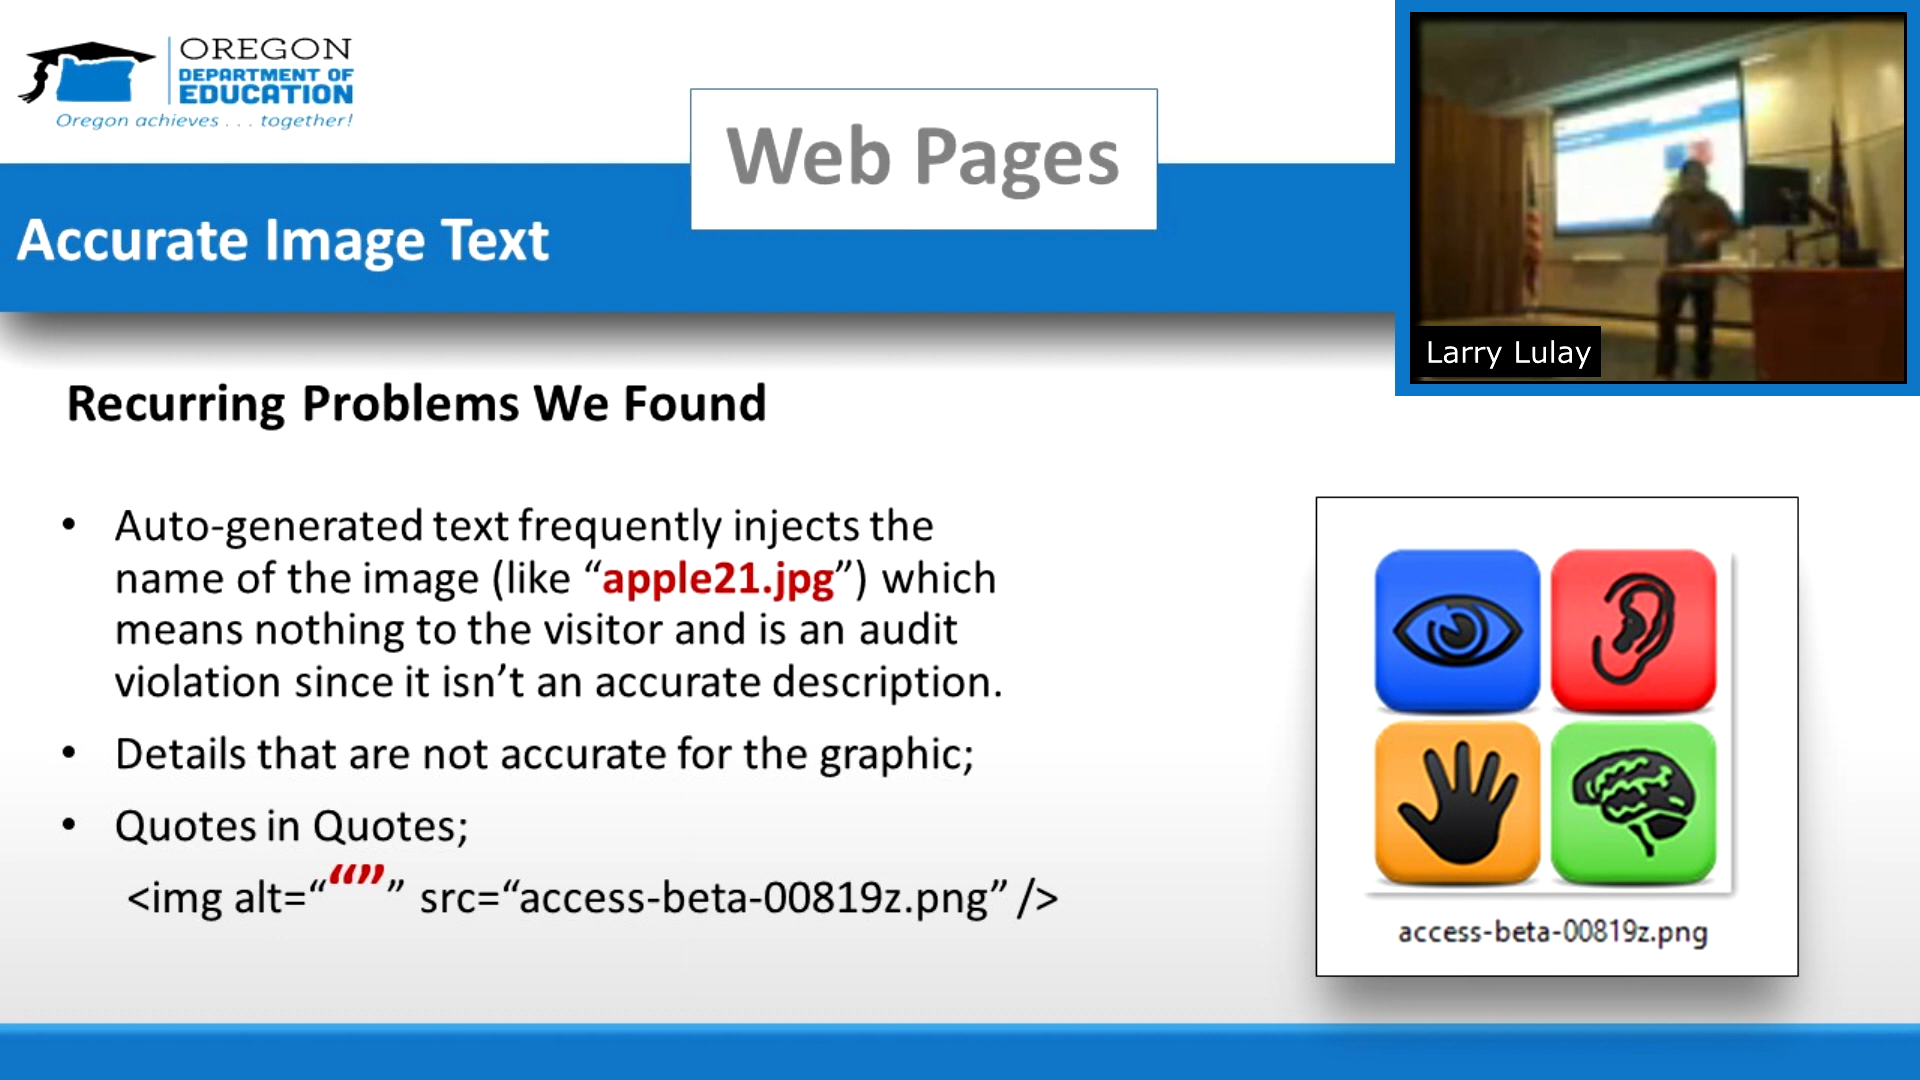 OREGON
DEPARTMENT OF
EDUCATION
Oregon achieves . . . together!
Web Pages
Accurate Image Text
Larry Lulay
Recurring Problems We Found
• Auto-generated text frequently injects the
name of the image (like “apple21.jpg”) which
means nothing to the visitor and is an audit
violation since it isn’t an accurate description.
• Details that are not accurate for the graphic;
• Quotes in Quotes;
<img alt=““”” src=“access-beta-00819z.png” />
access-beta-00819z.png